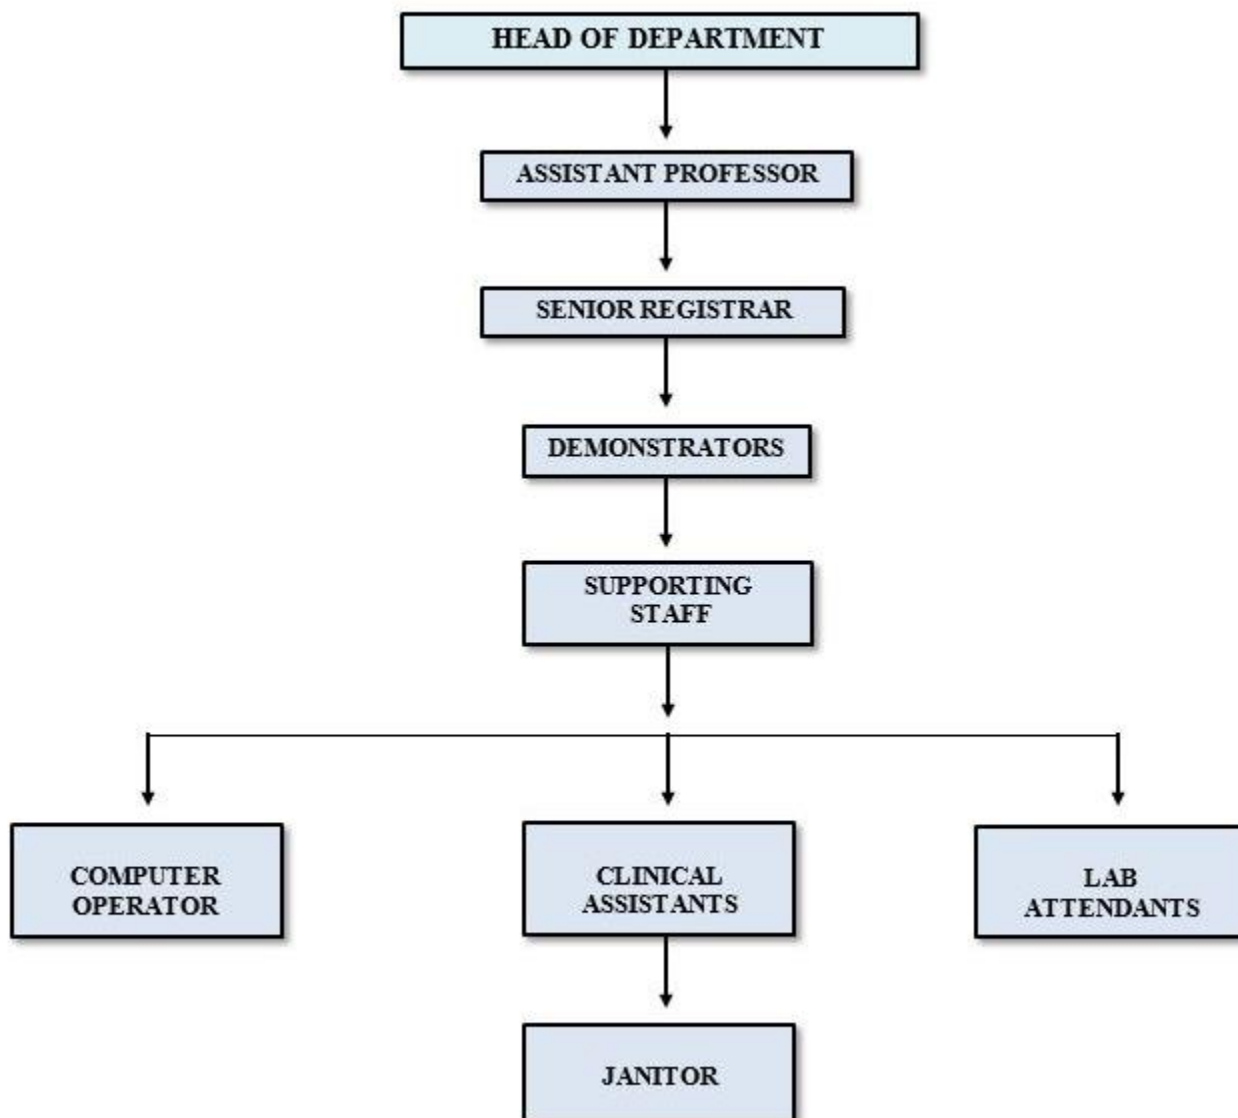 HEAD OF DEPARTMENT
ASSISTANT PROFESSOR
SENIOR REGISTRAR
DEMONSTRATORS
SUPPORTING
STAFF
COMPUTER
OPERATOR
CLINICAL
ASSISTANTS
LAB
ATTENDANTS
JANITOR